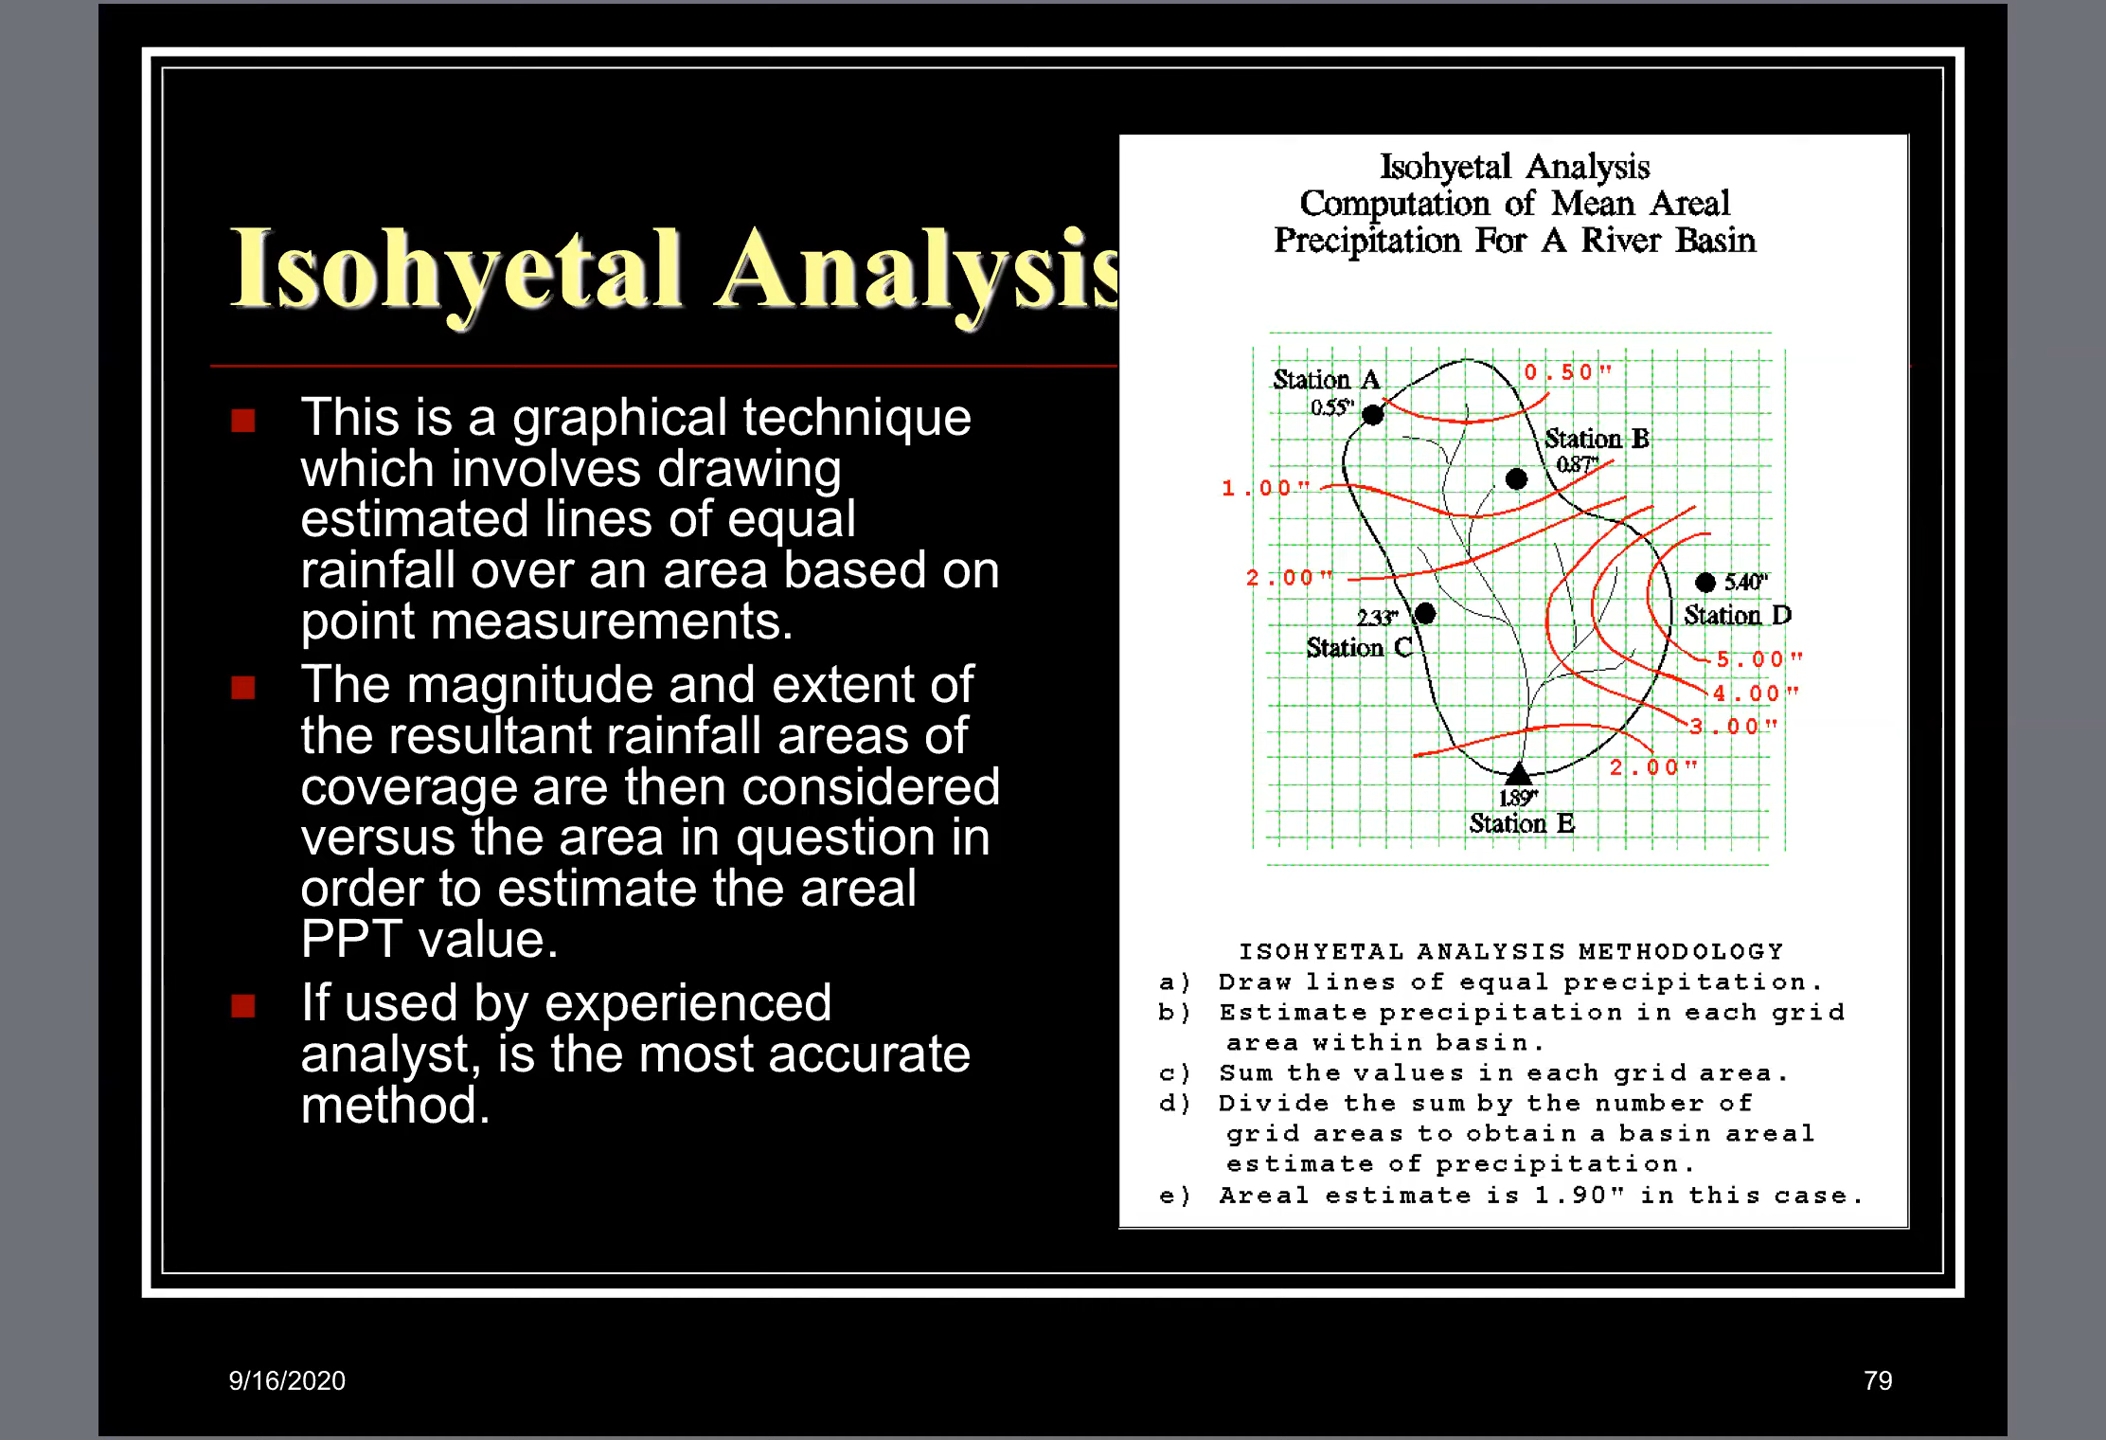 Isohyetal Analysis
This is a graphical technique
which involves drawing
estimated lines of equal
rainfall over an area based on
point measurements.
The magnitude and extent of
the resultant rainfall areas of
coverage are then considered
versus the area in question in
order to estimate the areal
PPT value.
If used by experienced
analyst, is the most accurate
method.
Isohyetal Analysis
Computation of Mean Areal
Precipitation For A River Basin
0.50"
Station A
0.55"
Station B
0.87"
1.00"
2.00"
5.40"
Station D
2.33"
Station C
5.00"
4.00"
3.00"
2.00"
1.89"
Station E
ISOHYETAL ANALYSIS METHODOLOGY
a) Draw lines of equal precipitation.
b) Estimate precipitation in each grid
area within basin.
c) Sum the values in each grid area.
d) Divide the sum by the number of
grid areas to obtain a basin areal
estimate of precipitation.
e) Areal estimate is 1.90" in this case.
9/16/2020
79